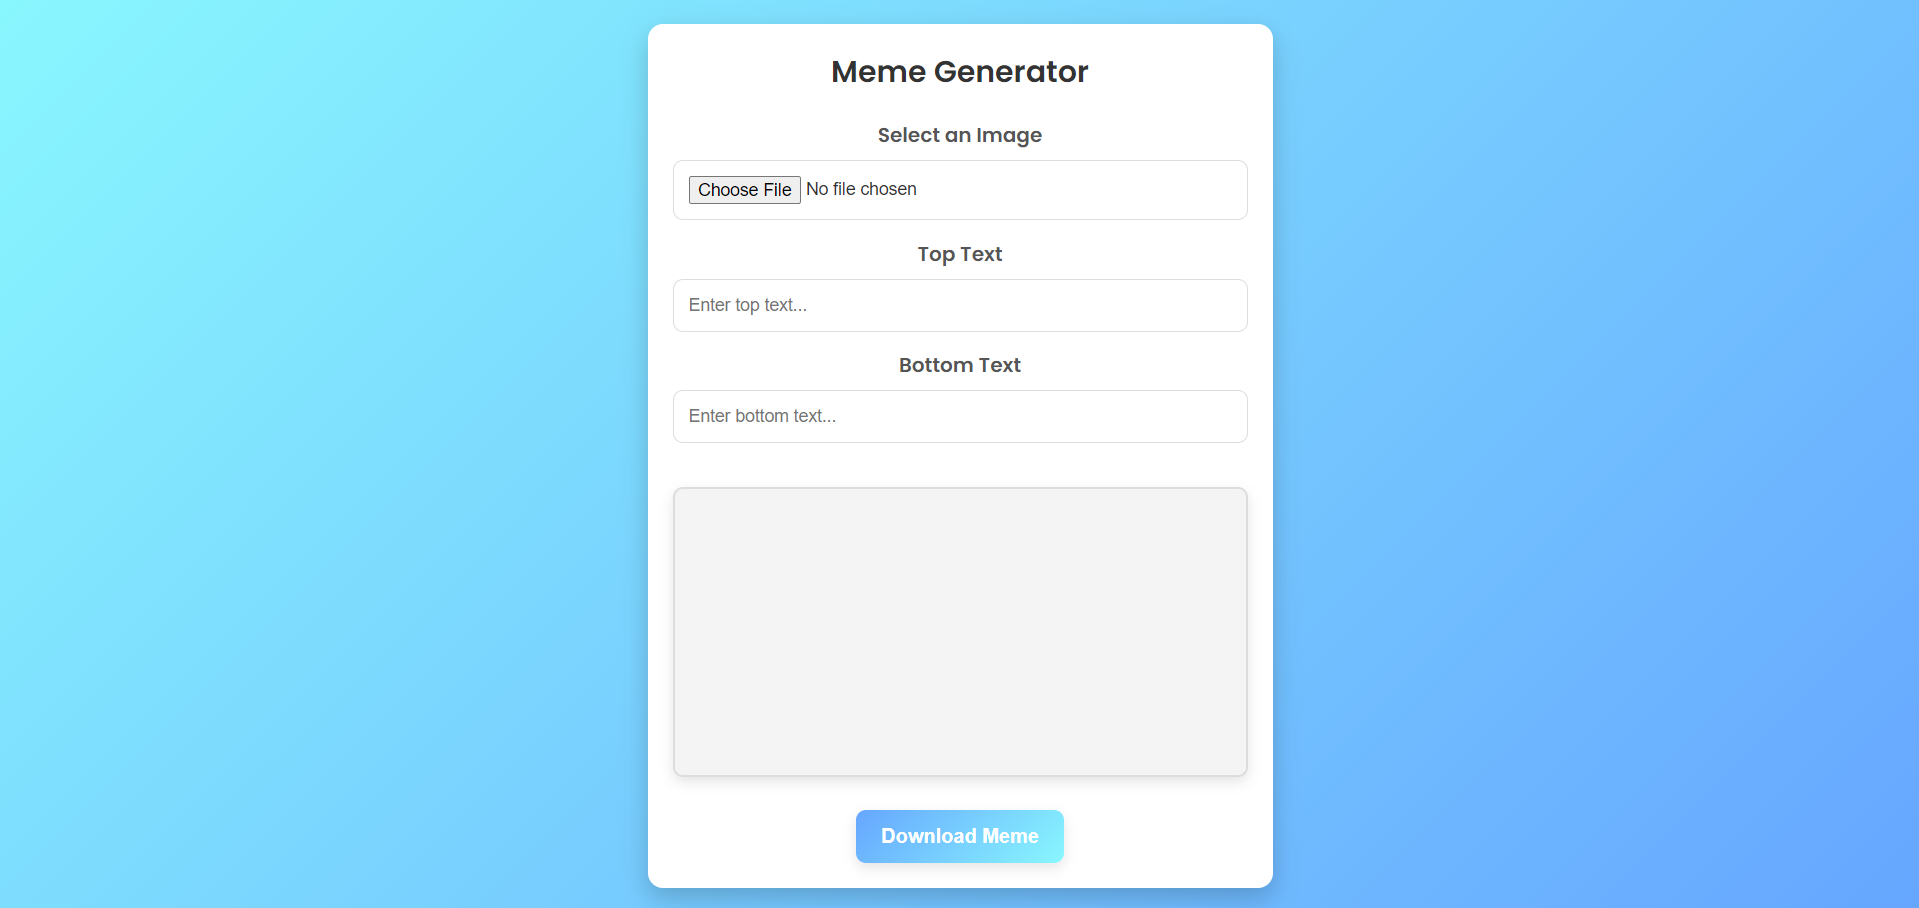 Meme Generator
Select an Image
Choose File No file chosen
Top Text
Enter top text...
Bottom Text
Enter bottom text...
Download Meme